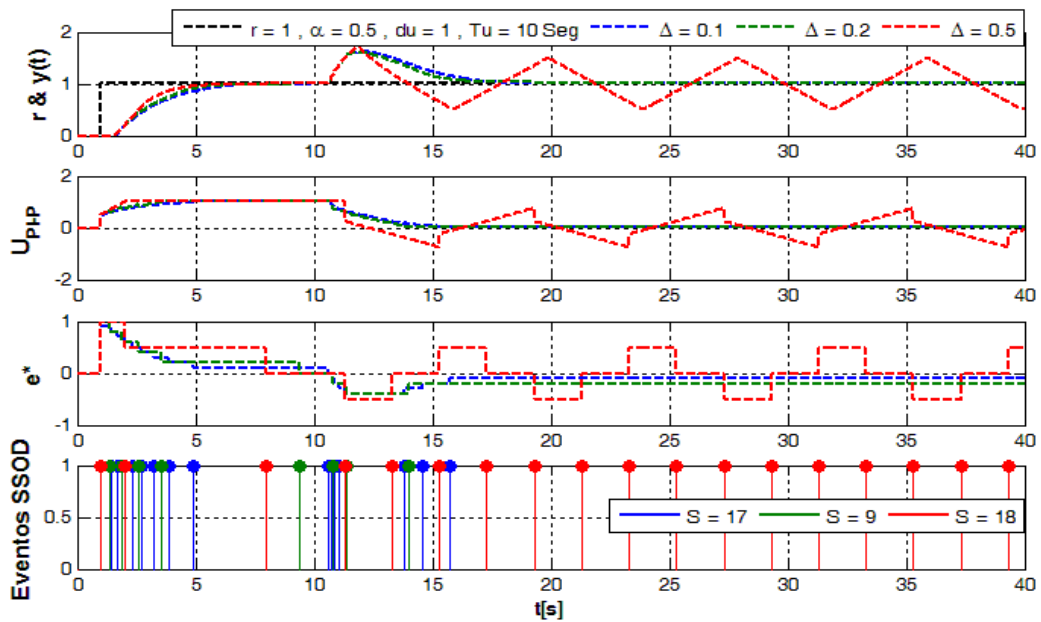 r = 1 , α = 0.5 , du = 1 , Tu = 10 Seg
Δ = 0.1
Δ = 0.2
Δ = 0.5
r & y(t)
2
1
0
0 5 10 15 20 25 30 35 40
U_PI-P
2
0
-2
0 5 10 15 20 25 30 35 40
e*
1
0
-1
0 5 10 15 20 25 30 35 40
Eventos SSOD
1
0.5
0
S = 17
S = 9
S = 18
0 5 10 15 20 25 30 35 40
t[s]